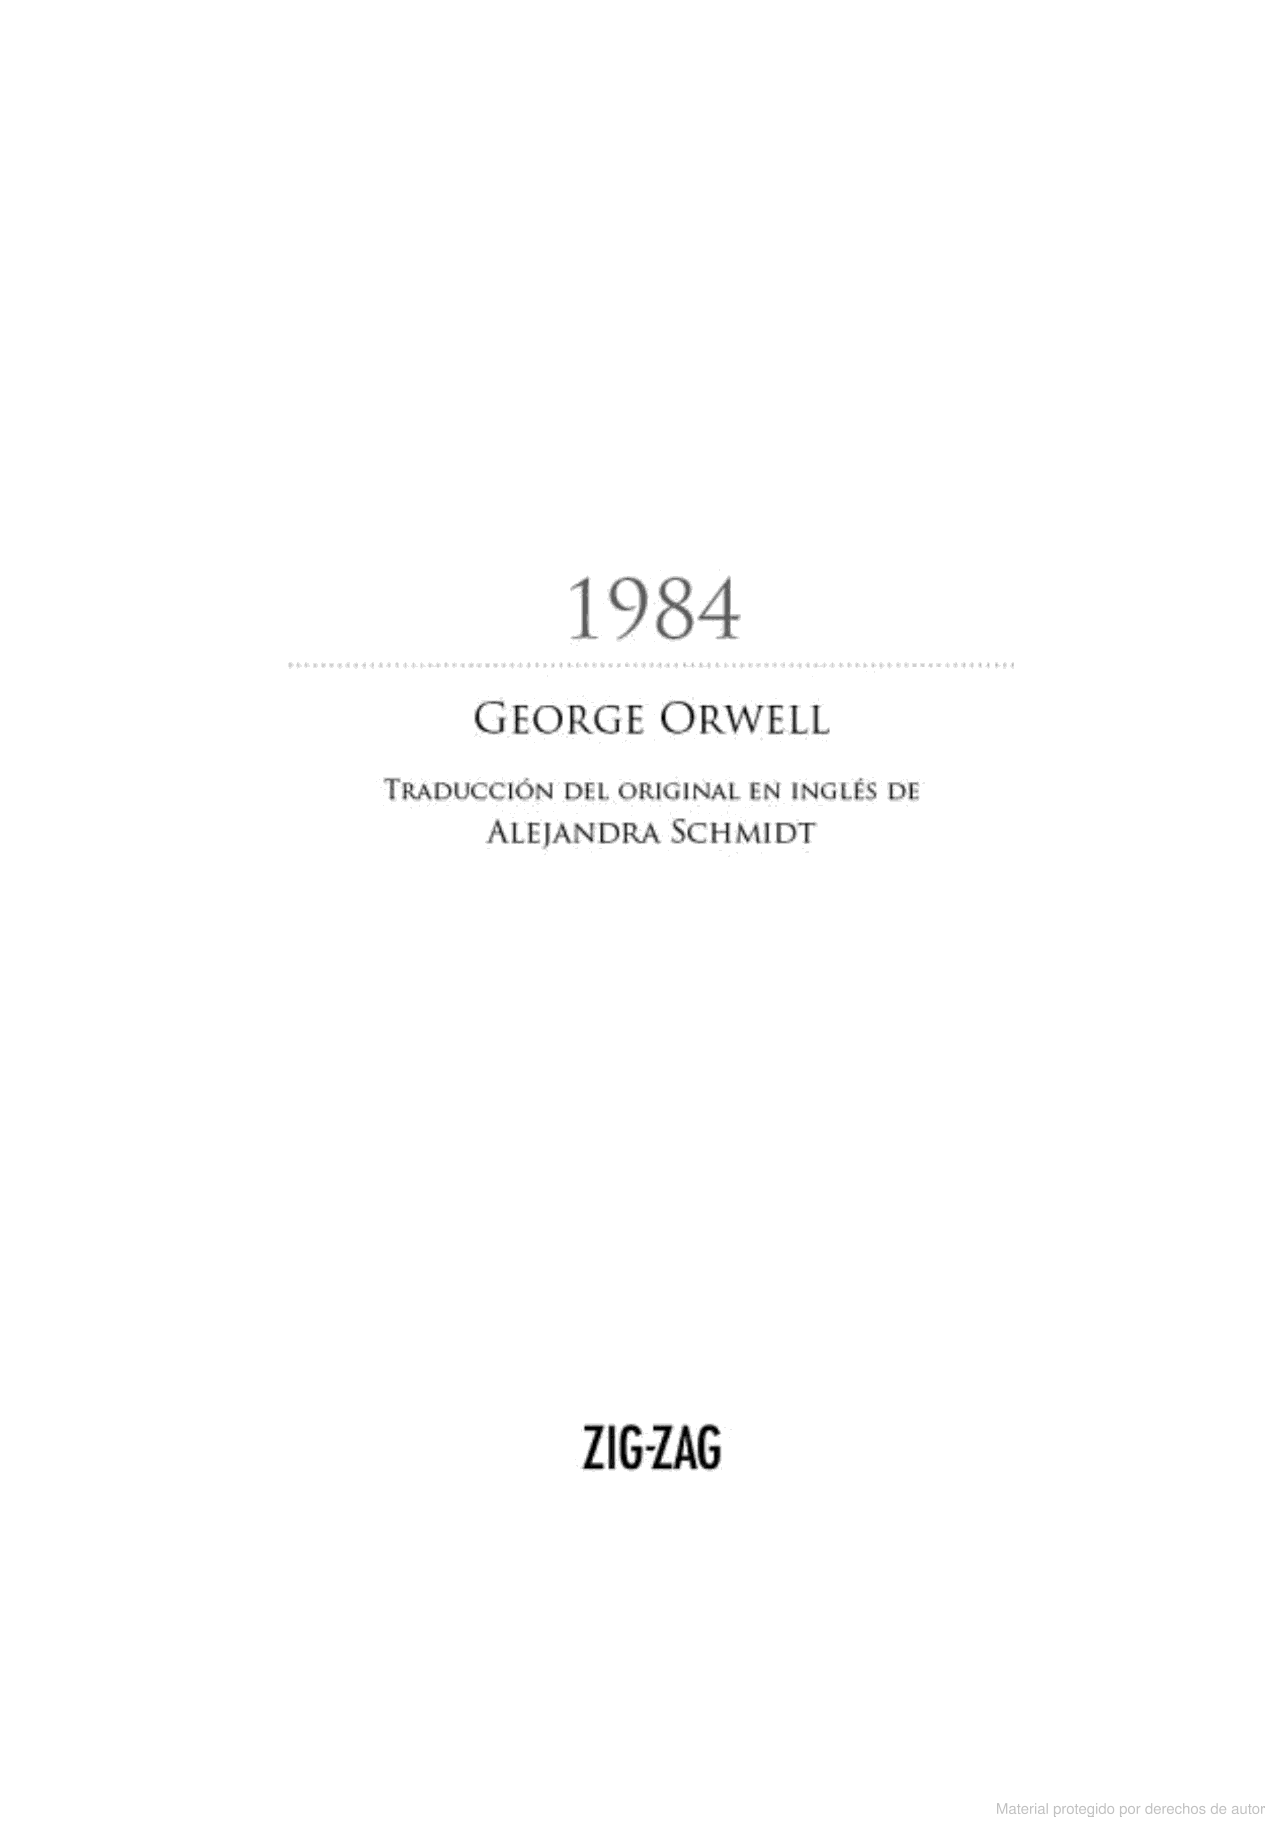 1984
George Orwell
Traducción del original en inglés de
Alejandra Schmidt
ZIG-ZAG
Material protegido por derechos de autor